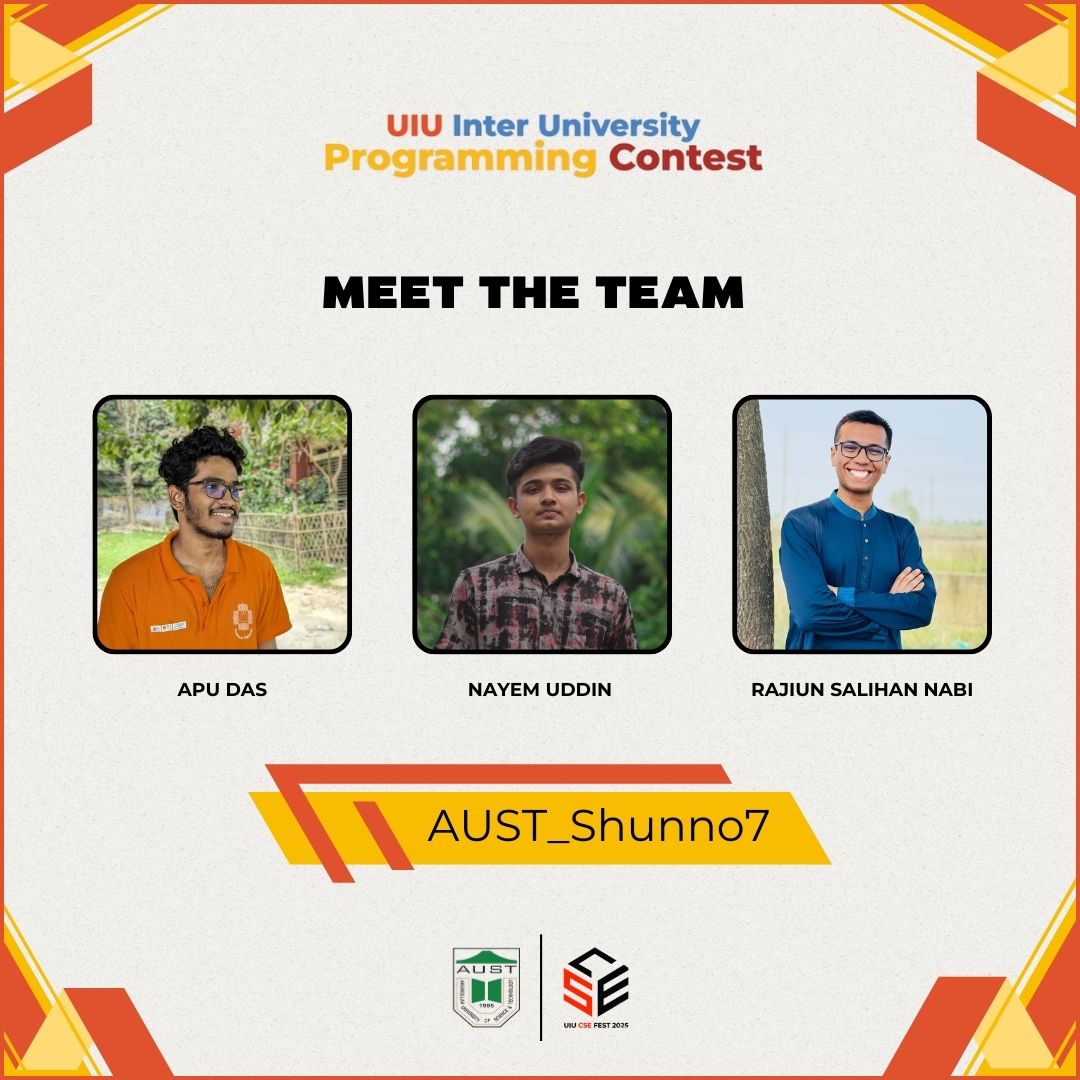 UIU Inter University
Programming Contest
MEET THE TEAM
APU DAS
NAYEM UDDIN
RAJIUN SALIHAN NABI
AUST_Shunno7
AUST
1995
AHSANULLAH UNIVERSITY OF SCIENCE & TECHNOLOGY
CSE
UIU CSE FEST 2025